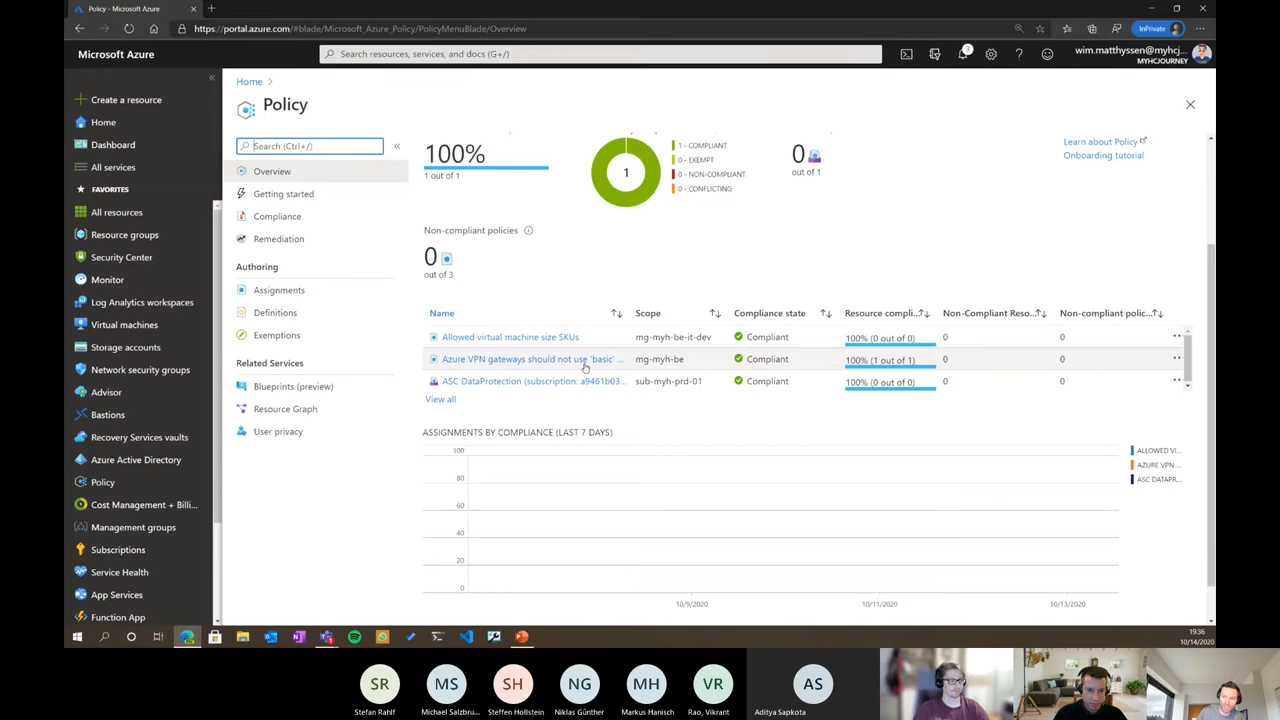 Policy - Microsoft Azure
https://portal.azure.com/#blade/Microsoft_Azure_Policy/PolicyMenuBlade/Overview
InPrivate
Microsoft Azure
Search resources, services, and docs (G+/)
3
wim.matthyssen@myhcj...
MYHCJOURNEY
Create a resource
Home
Dashboard
All services
FAVORITES
All resources
Resource groups
Security Center
Monitor
Log Analytics workspaces
Virtual machines
Storage accounts
Network security groups
Advisor
Bastions
Recovery Services vaults
Azure Active Directory
Policy
Cost Management + Billi...
Management groups
Subscriptions
Service Health
App Services
Function App
Home >
Policy
Search (Ctrl+/)
Overview
Getting started
Compliance
Remediation
Authoring
Assignments
Definitions
Exemptions
Related Services
Blueprints (preview)
Resource Graph
User privacy
100%
1 out of 1
1
1 - COMPLIANT
0 - EXEMPT
0 - NON-COMPLIANT
0 - CONFLICTING
0
out of 1
Learn about Policy
Onboarding tutorial
Non-compliant policies
0
out of 3
Name Scope Compliance state Resource compli... Non-Compliant Reso... Non-compliant polic...
Allowed virtual machine size SKUs mg-myh-be-it-dev Compliant 100% (0 out of 0) 0 0
Azure VPN gateways should not use 'basic' ... mg-myh-be Compliant 100% (1 out of 1) 0 0
ASC DataProtection (subscription: a9461b03... sub-myh-prd-01 Compliant 100% (0 out of 0) 0 0
View all
ASSIGNMENTS BY COMPLIANCE (LAST 7 DAYS)
100
80
60
40
20
0
10/9/2020 10/11/2020 10/13/2020
ALLOWED VI...
AZURE VPN ...
ASC DATAPR...
19:36
10/14/2020
SR MS SH NG MH VR AS
Stefan Rahlf Michael Salzbru... Steffen Hollstein Niklas Günther Markus Hanisch Rao, Vikrant Aditya Sapkota